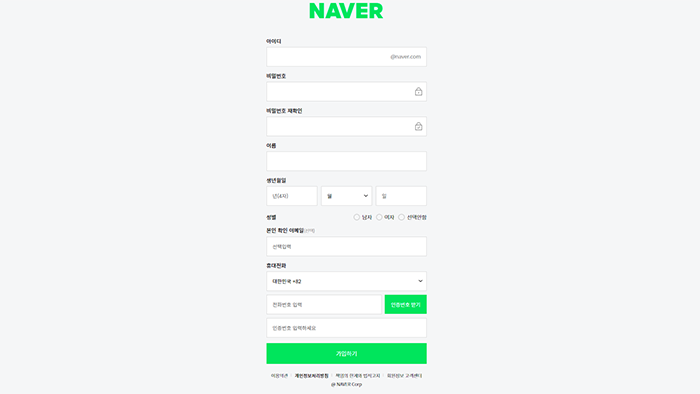 NAVER
아이디
@naver.com
비밀번호
비밀번호 재확인
이름
생년월일
년(4자) 월 일
성별 남자 여자 선택안함
본인 확인 이메일(선택)
선택입력
휴대전화
대한민국 +82
전화번호 입력 인증번호 받기
인증번호 입력하세요
가입하기
이용약관 개인정보처리방침 책임의 한계와 법적고지 회원정보 고객센터
@ NAVER Corp